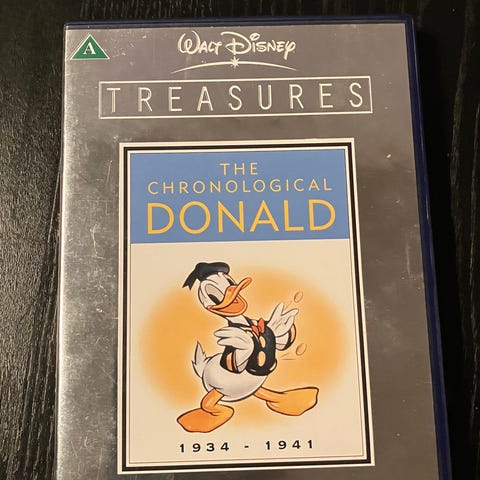 A
WALT DISNEY
TREASURES
THE
CHRONOLOGICAL
DONALD
1934 - 1941